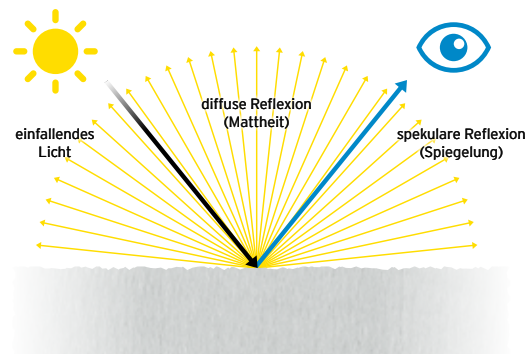 diffuse Reflexion
(Mattheit)
einfallendes
Licht
spekulare Reflexion
(Spiegelung)